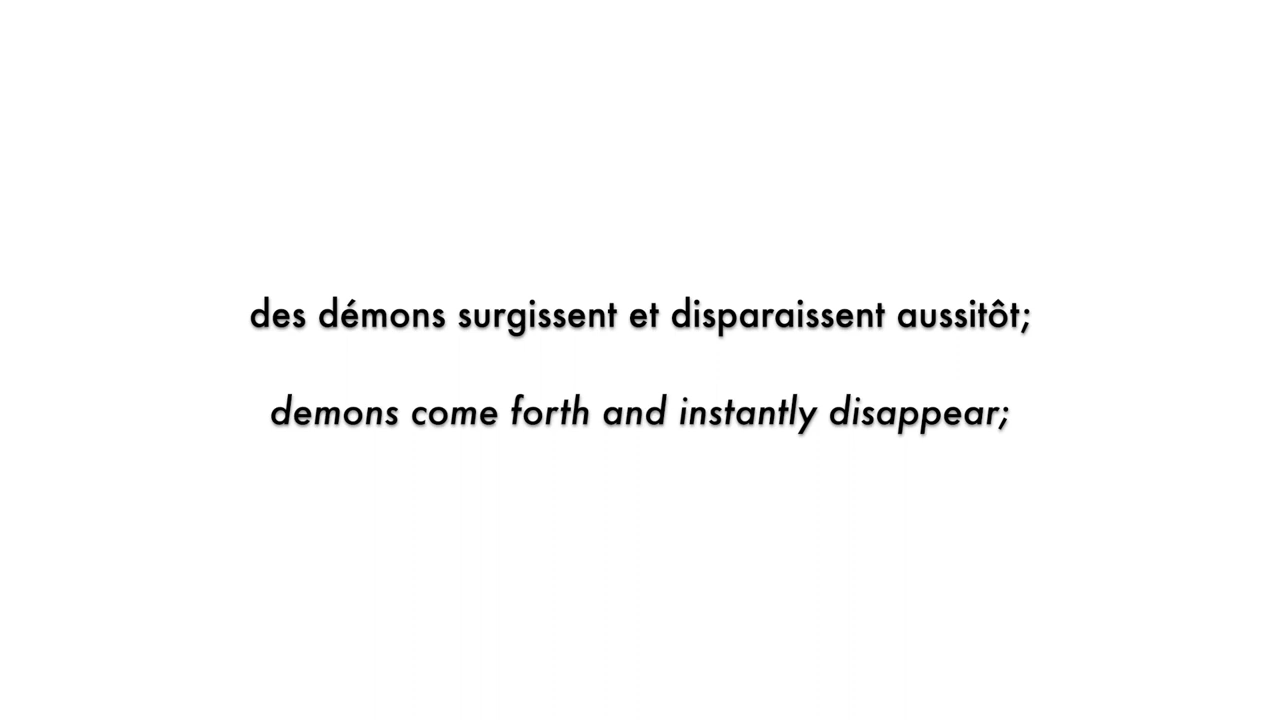 des démons surgissent et disparaissent aussitôt;
demons come forth and instantly disappear;